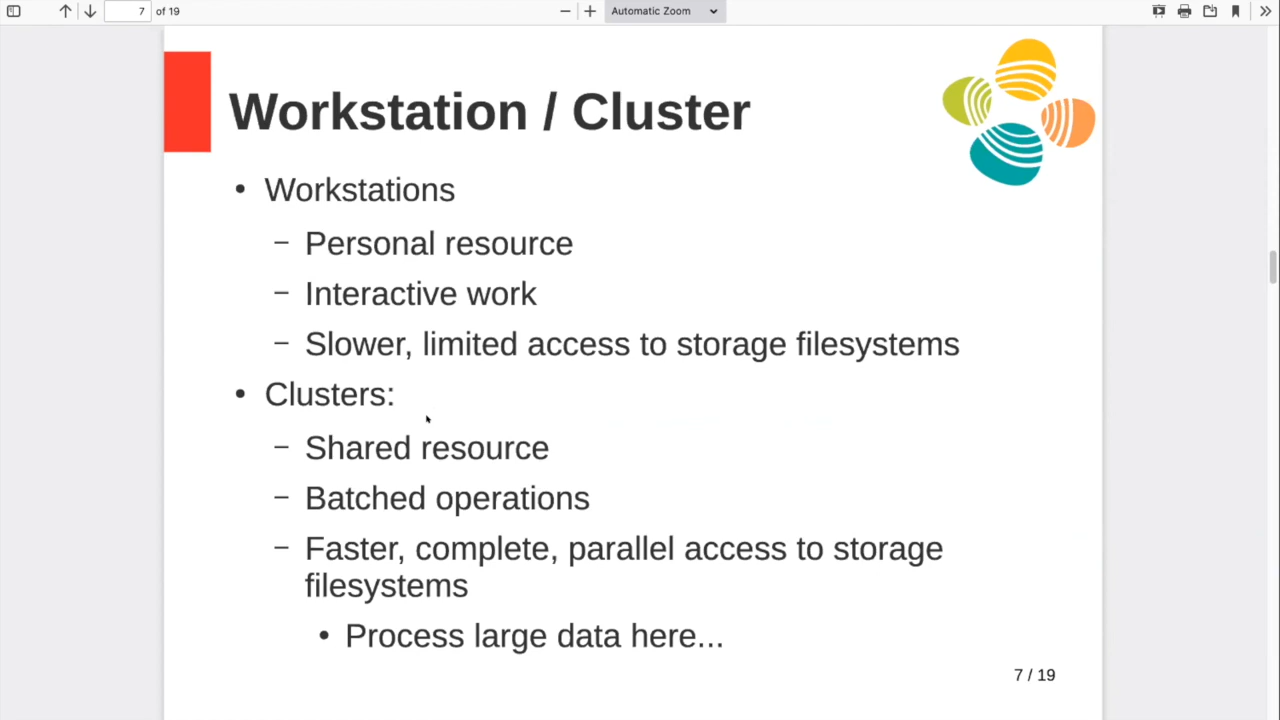 7 of 19 Automatic Zoom
Workstation / Cluster
• Workstations
– Personal resource
– Interactive work
– Slower, limited access to storage filesystems
• Clusters:
– Shared resource
– Batched operations
– Faster, complete, parallel access to storage
filesystems
• Process large data here...
7 / 19